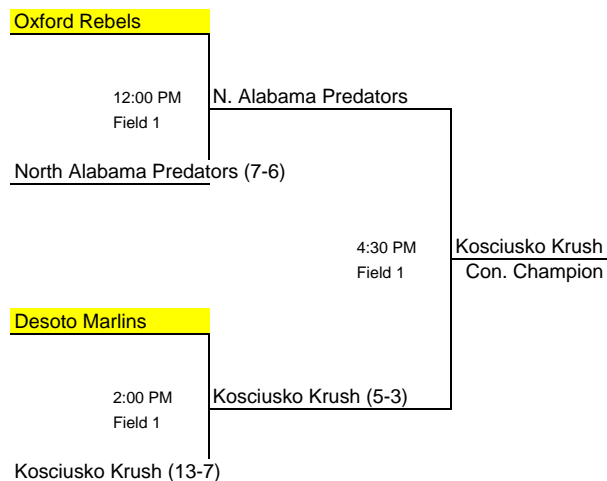 Oxford Rebels
12:00 PM
N. Alabama Predators
Field 1
North Alabama Predators (7-6)
4:30 PM
Kosciusko Krush
Field 1
Con. Champion
Desoto Marlins
2:00 PM
Kosciusko Krush (5-3)
Field 1
Kosciusko Krush (13-7)